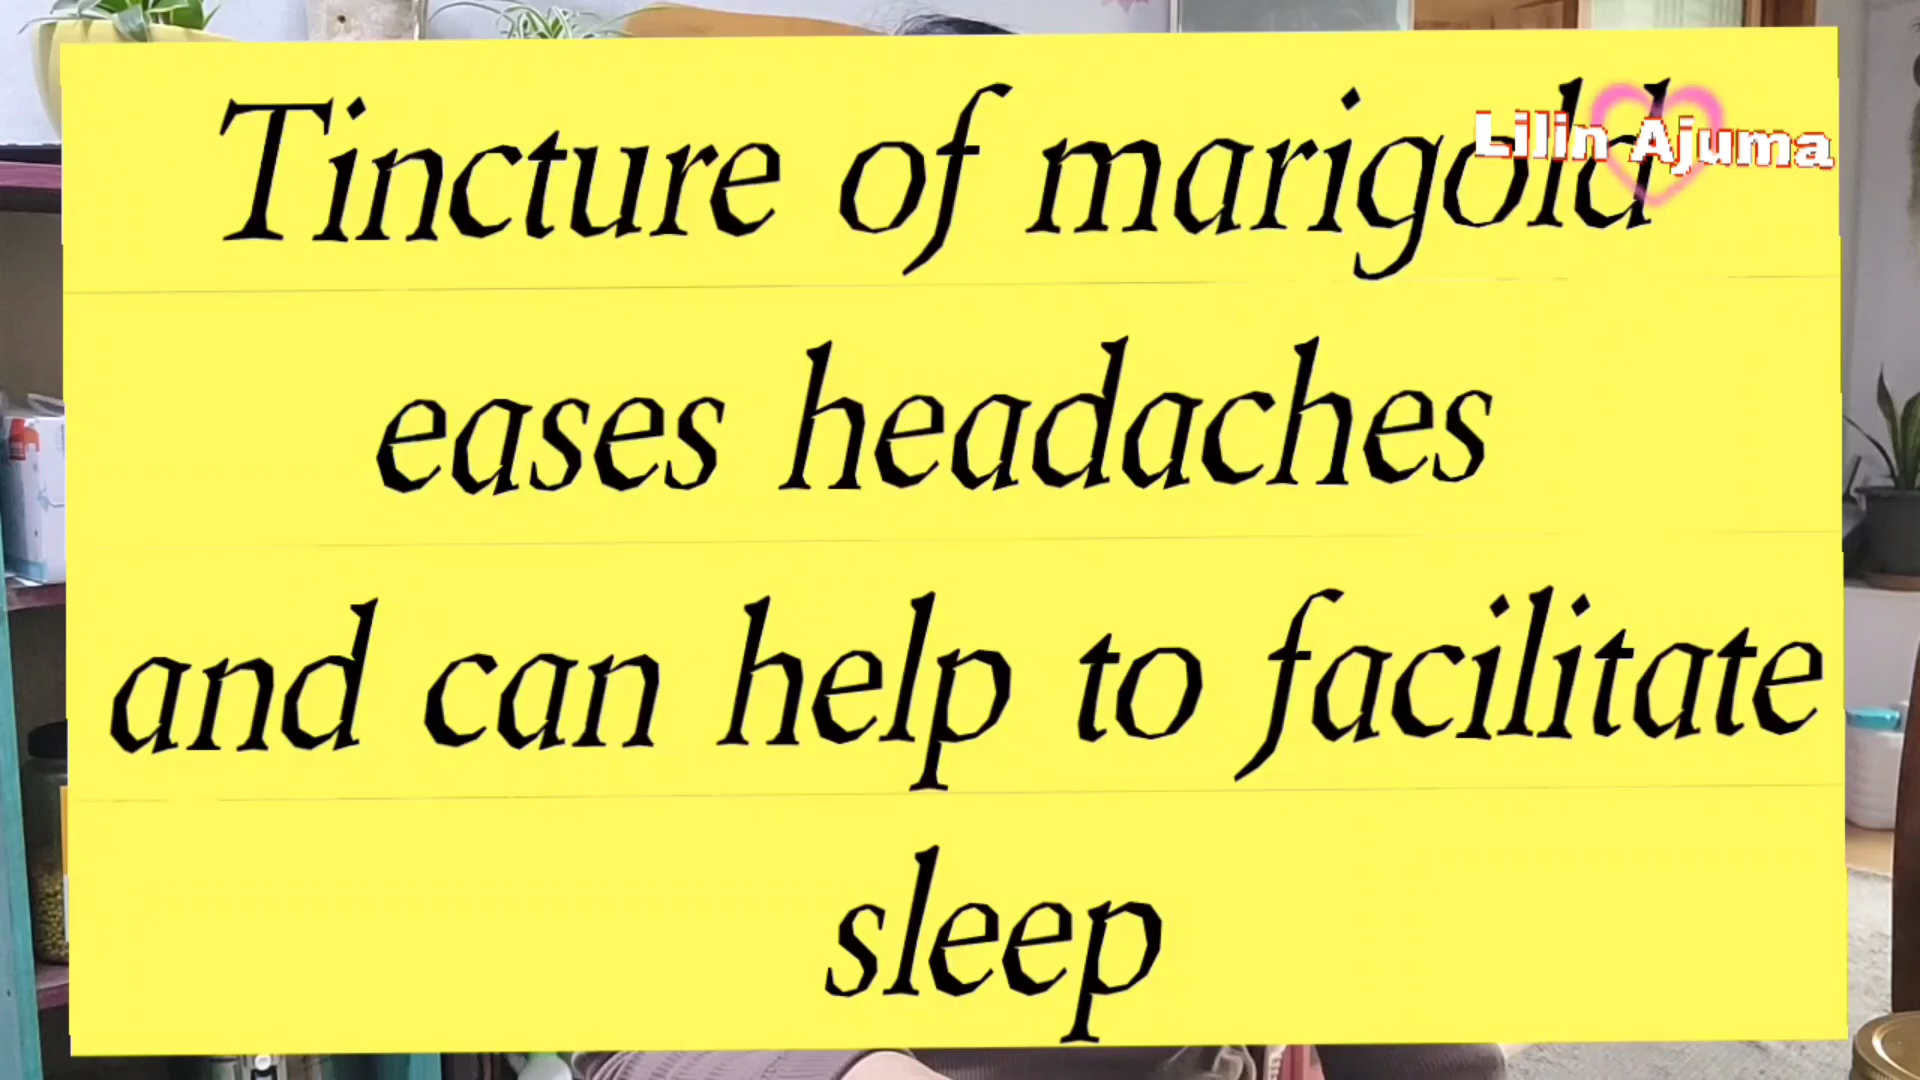 Tincture of marigold
Lilin Ajuma
eases headaches
and can help to facilitate
sleep